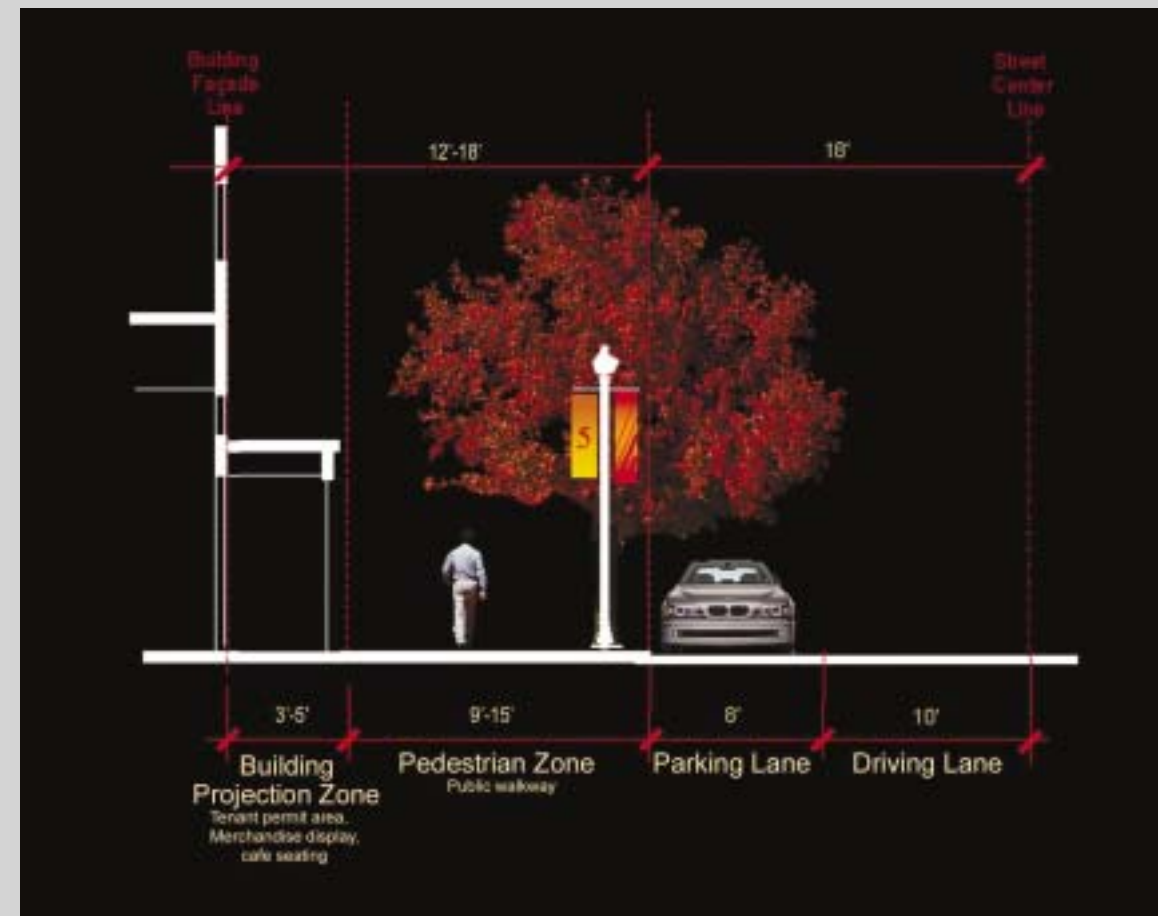 Building
Façade
Line
Street
Center
Line
12'-18'
18'
5
3'-5'
9'-15'
8'
10'
Building
Projection Zone
Tenant permit area,
Merchandise display,
cafe seating
Pedestrian Zone
Public walkway
Parking Lane
Driving Lane